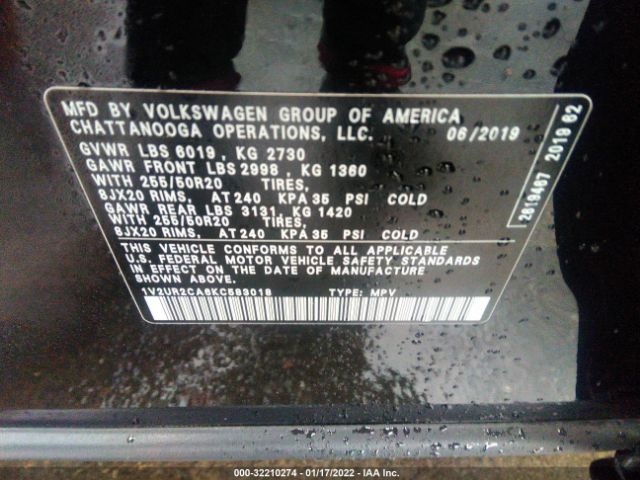 MFD BY VOLKSWAGEN GROUP OF AMERICA
CHATTANOOGA OPERATIONS, LLC. 06/2019
GVWR LBS 6019 , KG 2730
GAWR FRONT LBS 2998 , KG 1360
WITH 255/50R20 TIRES,
8JX20 RIMS, AT 240 KPA 35 PSI COLD
GAWR REAR LBS 3131, KG 1420
WITH 255/50R20 TIRES,
8JX20 RIMS, AT 240 KPA 35 PSI COLD
THIS VEHICLE CONFORMS TO ALL APPLICABLE
U.S. FEDERAL MOTOR VEHICLE SAFETY STANDARDS
IN EFFECT ON THE DATE OF MANUFACTURE
SHOWN ABOVE.
1V2UR2CA6KC583018 TYPE: MPV
2619467 2019 62
000-32210274 - 01/17/2022 - IAA Inc.